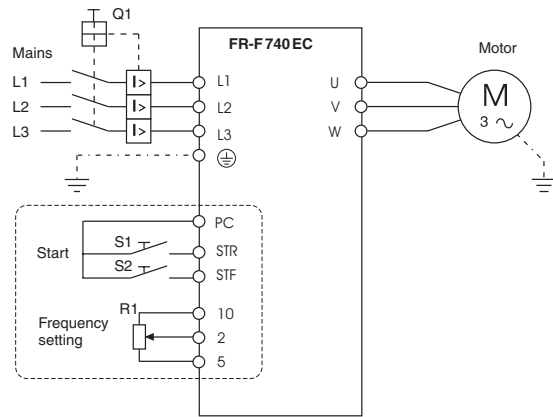 Q1
FR-F 740 EC
Mains
Motor
L1
I>
L1
U
L2
I>
L2
V
M
3 ~
L3
I>
L3
W
PC
Start
S1
STR
S2
STF
R1
10
Frequency
setting
2
5